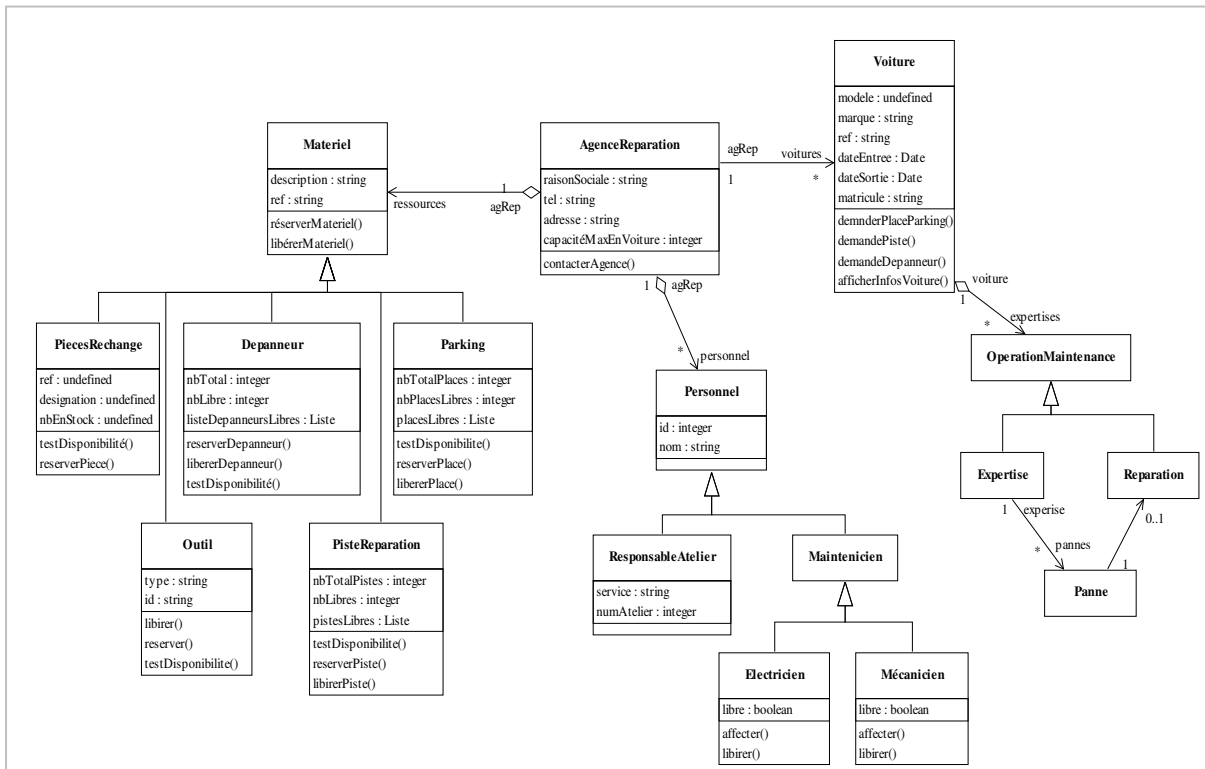 Voiture
modele : undefined
marque : string
ref : string
dateEntree : Date
dateSortie : Date
matricule : string
demnderPlaceParking()
demandePiste()
demandeDepanneur()
afficherInfosVoiture()
Materiel
description : string
ref : string
réserverMateriel()
libérerMateriel()
AgenceReparation
raisonSociale : string
tel : string
adresse : string
capacitéMaxEnVoiture : integer
contacterAgence()
agRep
voitures
1
*
1
agRep
ressources
1
agRep
*
personnel
voiture
1
expertises
*
PiecesRechange
ref : undefined
designation : undefined
nbEnStock : undefined
testDisponibilité()
reserverPiece()
Depanneur
nbTotal : integer
nbLibre : integer
listeDepanneursLibres : Liste
reserverDepanneur()
libererDepanneur()
testDisponibilité()
Parking
nbTotalPlaces : integer
nbPlacesLibres : integer
placesLibres : Liste
testDisponibilite()
reserverPlace()
libererPlace()
OperationMaintenance
Personnel
id : integer
nom : string
Expertise
Reparation
1
experise
0..1
*
pannes
1
Panne
Outil
type : string
id : string
libirer()
reserver()
testDisponibilite()
PisteReparation
nbTotalPistes : integer
nbLibres : integer
pistesLibres : Liste
testDisponibilite()
reserverPiste()
libirerPiste()
ResponsableAtelier
service : string
numAtelier : integer
Maintenicien
Electricien
libre : boolean
affecter()
libirer()
Mécanicien
libre : boolean
affecter()
libirer()